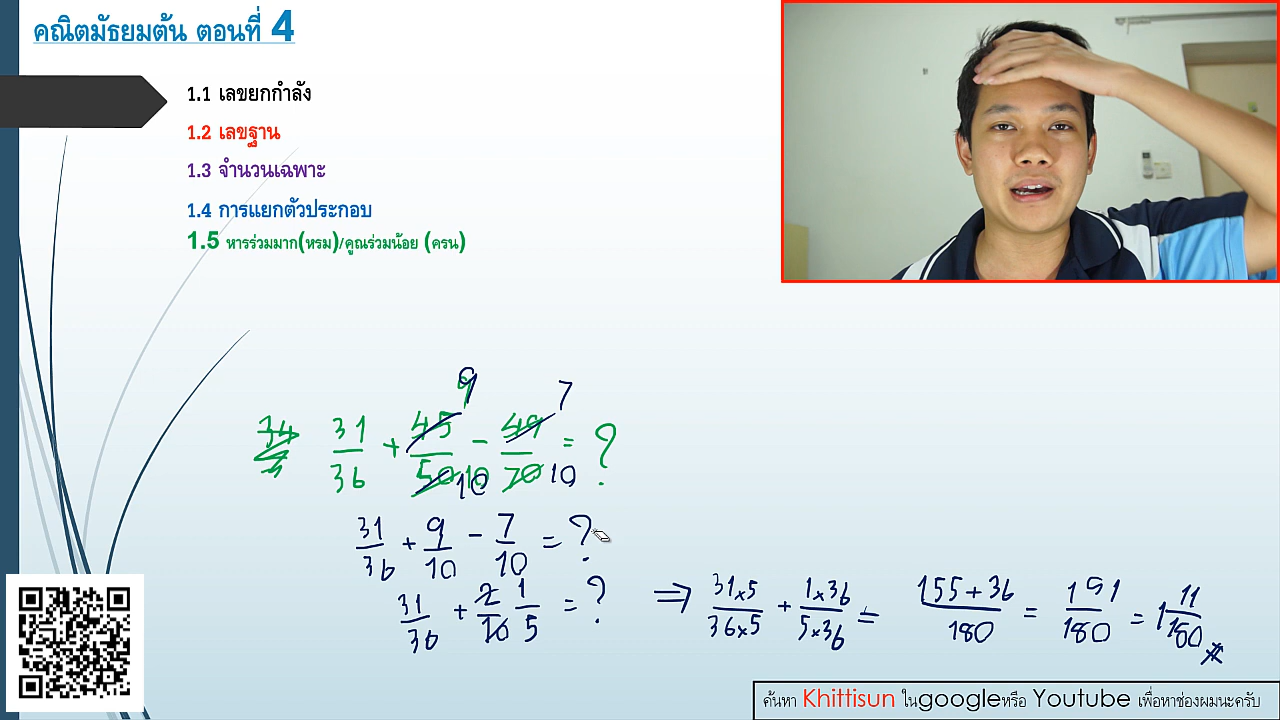 คณิตมัธยมต้น ตอนที่ 4
1.1 เลขยกกำลัง
1.2 เลขฐาน
1.3 จำนวนเฉพาะ
1.4 การแยกตัวประกอบ
1.5 หารร่วมมาก(หรม)/คูณร่วมน้อย (ครน)
9 7
31/36 + 45/50 - 49/70 = ?
10 10
31/36 + 9/10 - 7/10 = ?
31/36 + 2/10 1/5 = ? ⇒ 31×5/36×5 + 1×36/5×36 = 155+36/180 = 191/180 = 1 11/180
ค้นหา Khittisun ในgoogleหรือ Youtube เพื่อหาช่องผมนะครับ